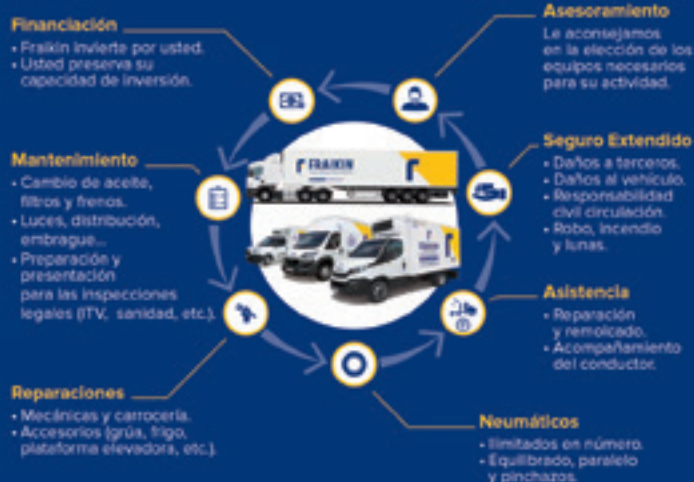 Financiación
• Fraikin invierte por usted.
• Usted preserva su
capacidad de inversión.
Asesoramiento
Le aconsejamos
en la elección de los
equipos necesarios
para su actividad.
Mantenimiento
• Cambio de aceite,
filtros y frenos.
• Luces, distribución,
embrague...
• Preparación y
presentación
para las inspecciones
legales (ITV, sanidad, etc.).
FRAIKIN
Seguro Extendido
• Daños a terceros.
• Daños al vehículo.
• Responsabilidad
civil circulación.
• Robo, incendio
y lunas.
Asistencia
• Reparación
y remolcado.
• Acompañamiento
del conductor.
Reparaciones
• Mecánicas y carrocería.
• Accesorios (grúa, frigo,
plataforma elevadora, etc.).
Neumáticos
• Ilimitados en número.
• Equilibrado, paralelo
y pinchazos.